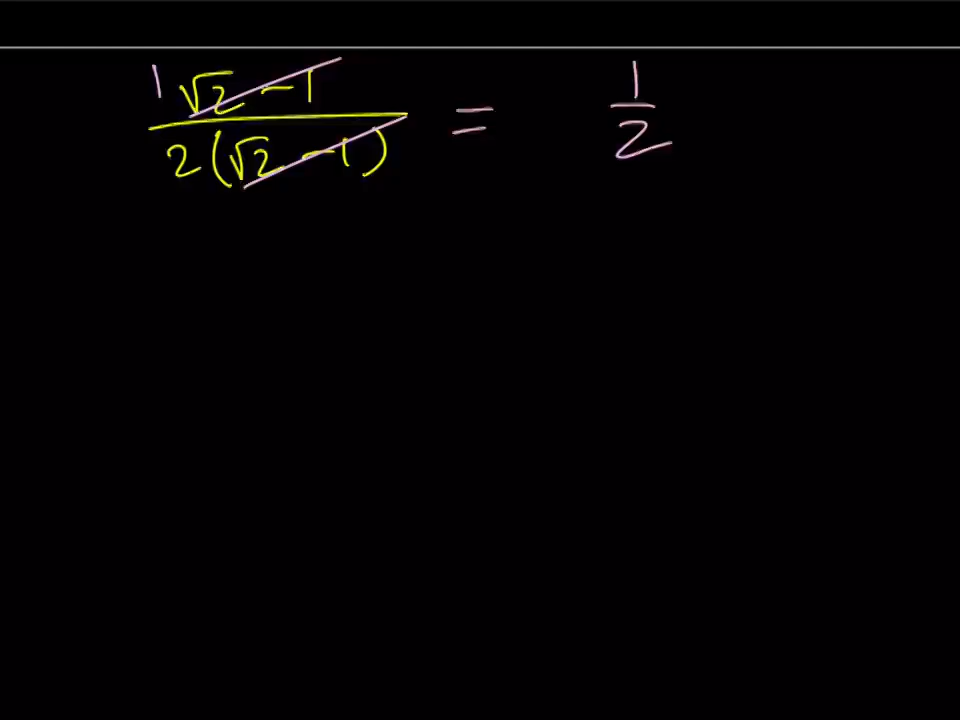 1 √2 - 1 / 2(√2 - 1) = 1/2